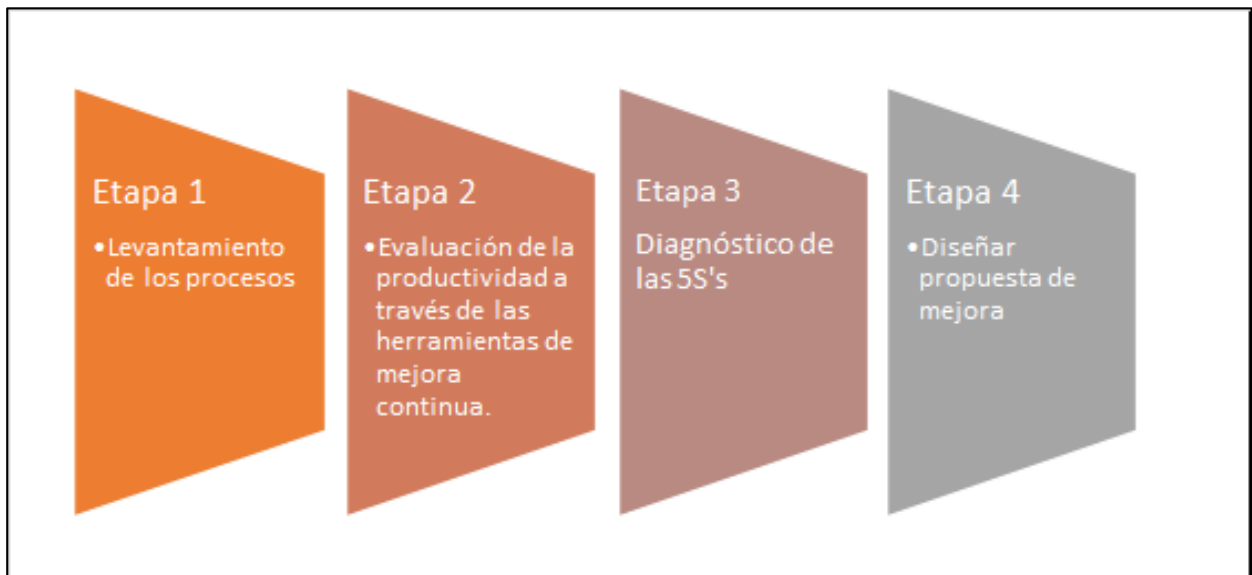 Etapa 1
•Levantamiento
de los procesos
Etapa 2
•Evaluación de la
productividad a
través de las
herramientas de
mejora
continua.
Etapa 3
Diagnóstico de
las 5S's
Etapa 4
•Diseñar
propuesta de
mejora